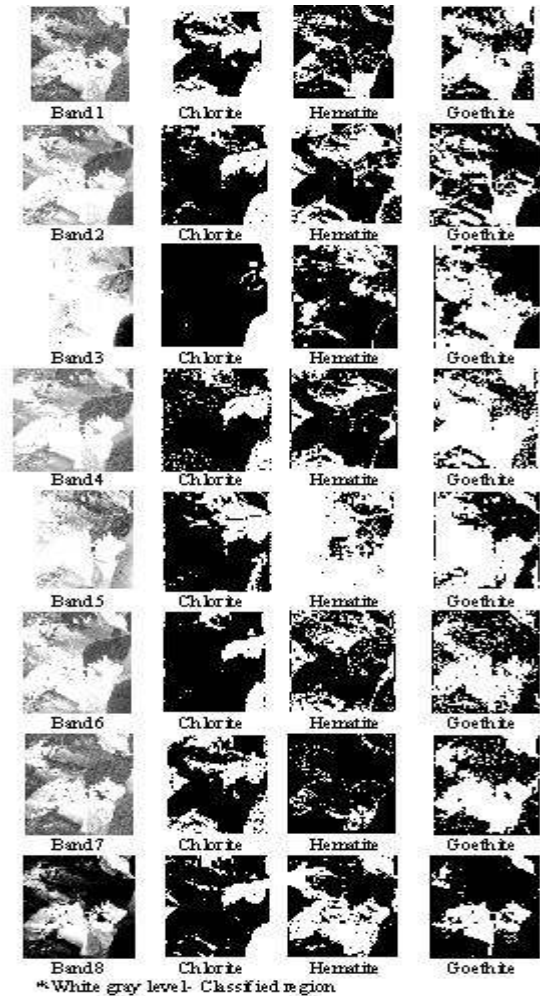 Band1 Chlorite Hematite Goethite
Band2 Chlorite Hematite Goethite
Band3 Chlorite Hematite Goethite
Band4 Chlorite Hematite Goethite
Band5 Chlorite Hematite Goethite
Band6 Chlorite Hematite Goethite
Band7 Chlorite Hematite Goethite
Band8 Chlorite Hematite Goethite
*White gray level- Classified region